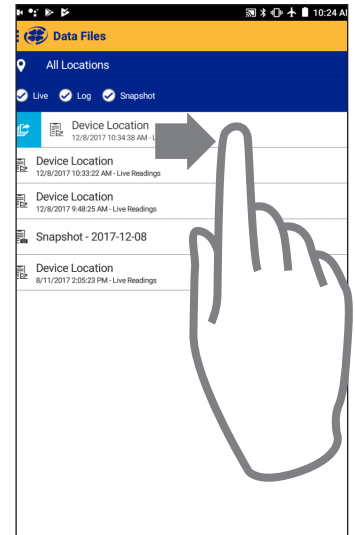 10:24 AM
Data Files
All Locations
Live Log Snapshot
Device Location
12/8/2017 10:34:38 AM - L
Device Location
12/8/2017 10:33:22 AM - Live Readings
Device Location
12/8/2017 9:48:25 AM - Live Readings
Snapshot - 2017-12-08
Device Location
8/11/2017 2:05:23 PM - Live Readings